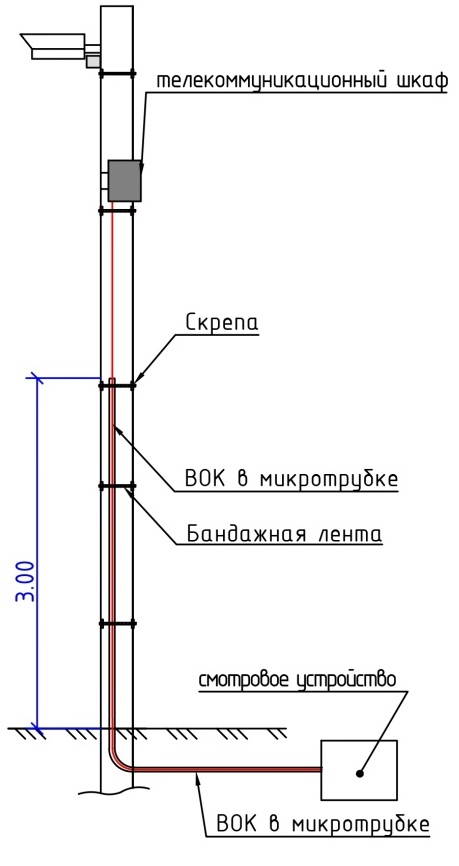 телекоммуникационный шкаф
Скрепа
ВОК в микротрубке
Бандажная лента
3.00
смотровое устройство
ВОК в микротрубке